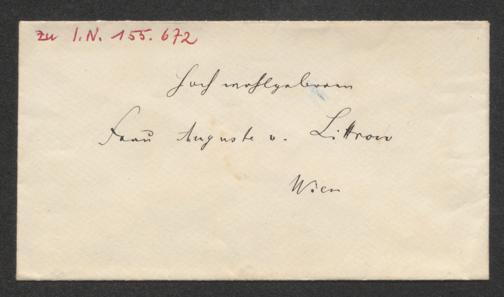 zu I.N. 155.672
Hochwohlgeboren
Frau Auguste v. Littrow
Wien